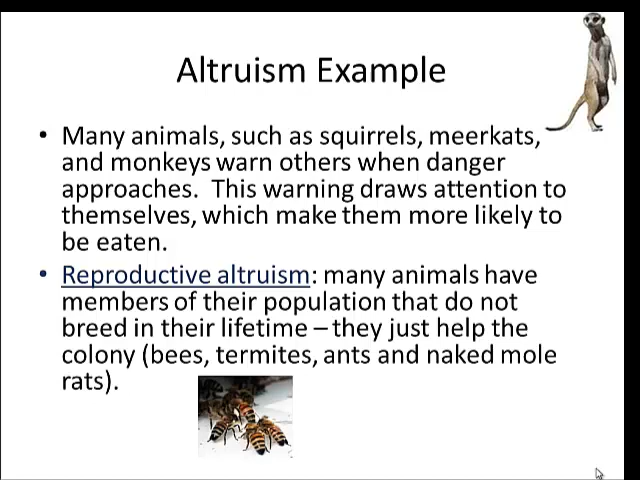 Altruism Example
• Many animals, such as squirrels, meerkats,
and monkeys warn others when danger
approaches.  This warning draws attention to
themselves, which make them more likely to
be eaten.
• Reproductive altruism: many animals have
members of their population that do not
breed in their lifetime – they just help the
colony (bees, termites, ants and naked mole
rats).